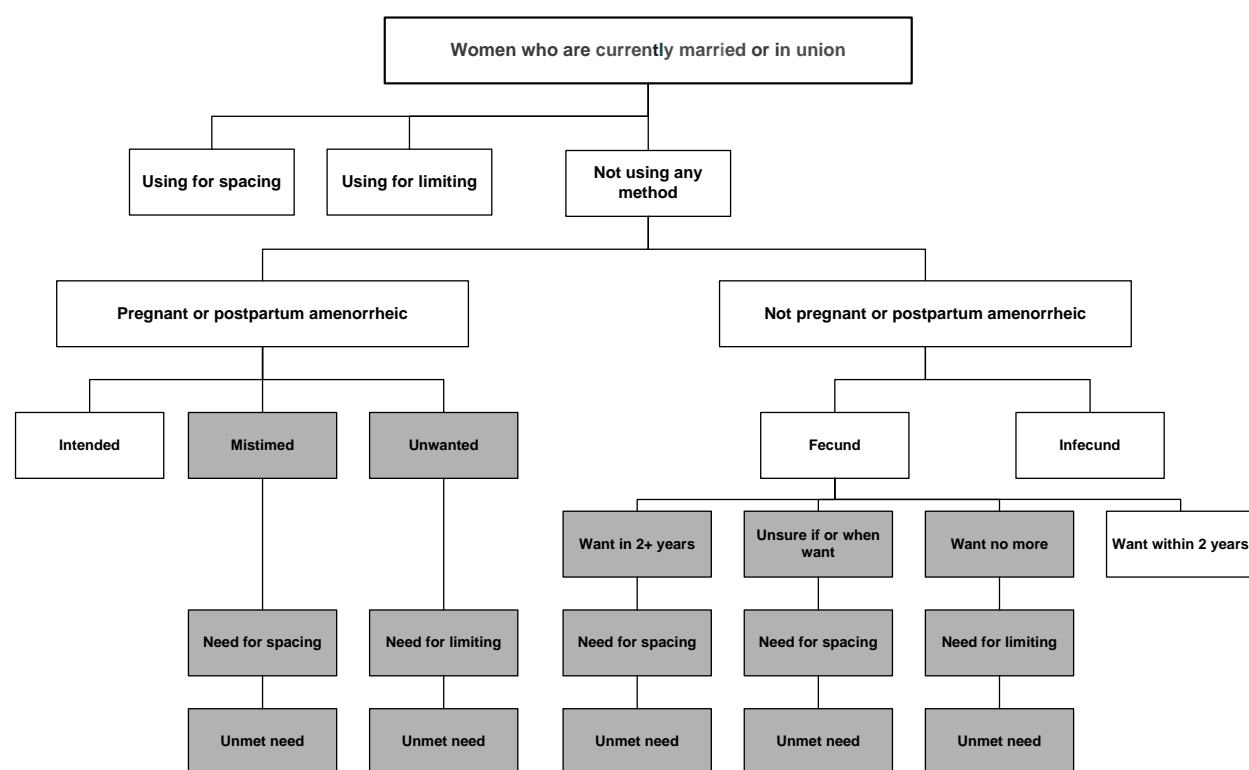 Women who are currently married or in union
Using for spacing
Using for limiting
Not using any
method
Pregnant or postpartum amenorrheic
Not pregnant or postpartum amenorrheic
Intended
Mistimed
Unwanted
Fecund
Infecund
Want in 2+ years
Unsure if or when
want
Want no more
Want within 2 years
Need for spacing
Need for limiting
Need for spacing
Need for spacing
Need for limiting
Unmet need
Unmet need
Unmet need
Unmet need
Unmet need